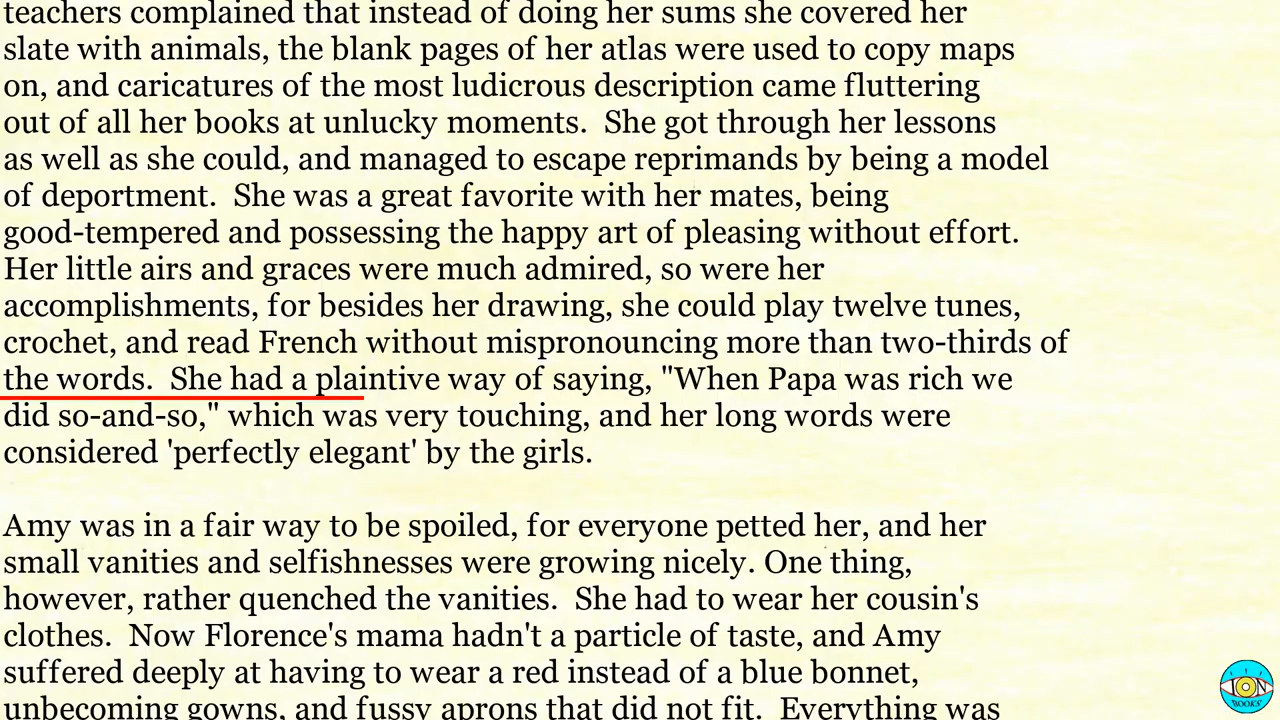 teachers complained that instead of doing her sums she covered her
slate with animals, the blank pages of her atlas were used to copy maps
on, and caricatures of the most ludicrous description came fluttering
out of all her books at unlucky moments.  She got through her lessons
as well as she could, and managed to escape reprimands by being a model
of deportment.  She was a great favorite with her mates, being
good-tempered and possessing the happy art of pleasing without effort.
Her little airs and graces were much admired, so were her
accomplishments, for besides her drawing, she could play twelve tunes,
crochet, and read French without mispronouncing more than two-thirds of
the words.  She had a plaintive way of saying, "When Papa was rich we
did so-and-so," which was very touching, and her long words were
considered 'perfectly elegant' by the girls.

Amy was in a fair way to be spoiled, for everyone petted her, and her
small vanities and selfishnesses were growing nicely. One thing,
however, rather quenched the vanities.  She had to wear her cousin's
clothes.  Now Florence's mama hadn't a particle of taste, and Amy
suffered deeply at having to wear a red instead of a blue bonnet,
unbecoming gowns, and fussy aprons that did not fit.  Everything was
ION
BOOKS